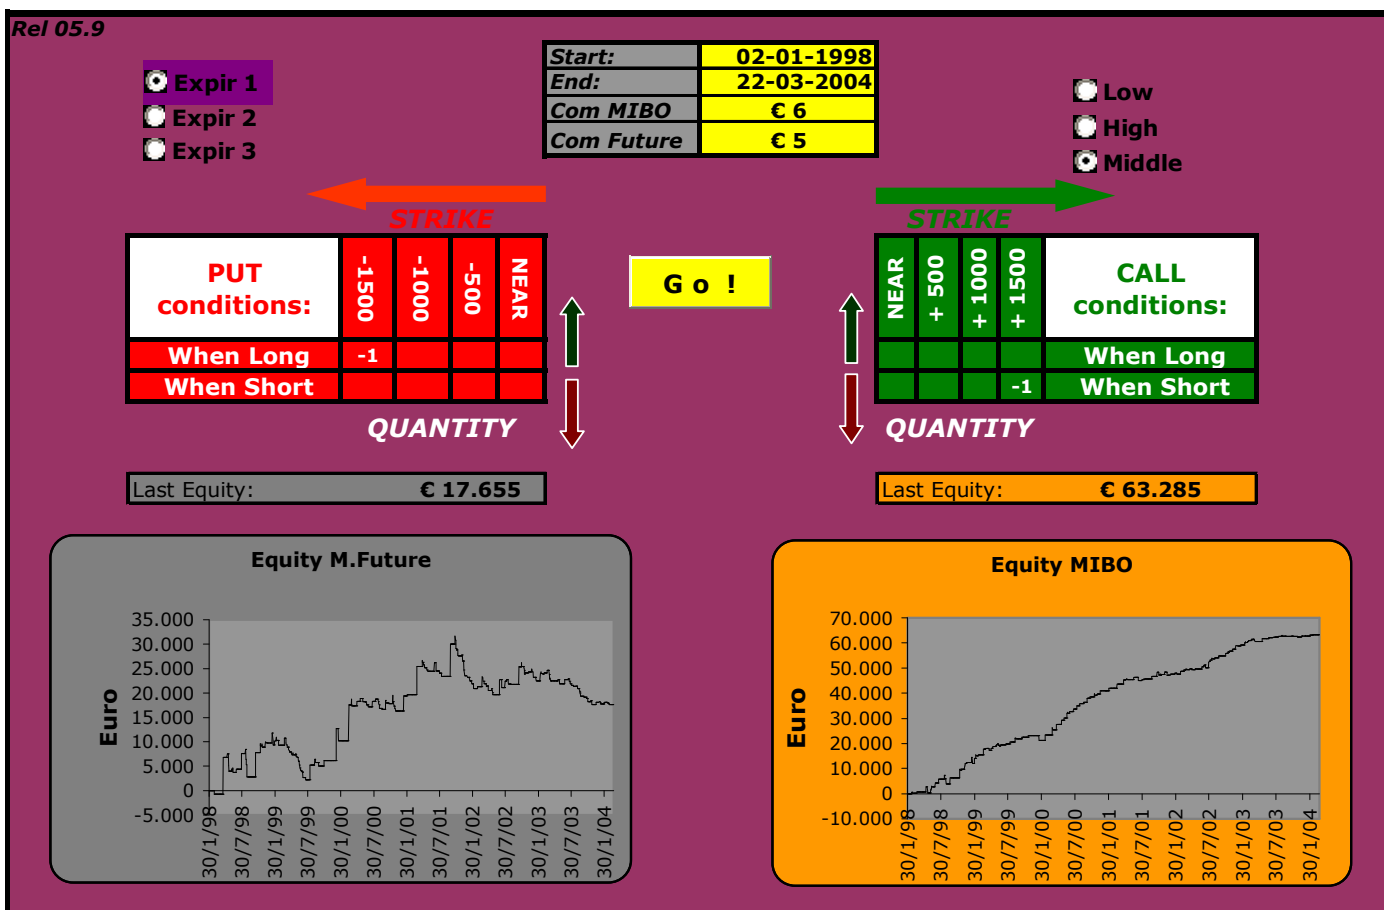 Rel 05.9
Expir 1
Expir 2
Expir 3
Start: 02-01-1998
End: 22-03-2004
Com MIBO € 6
Com Future € 5
Low
High
Middle
STRIKE
STRIKE
PUT
conditions:
-1500
-1000
-500
NEAR
When Long -1
When Short
QUANTITY
Go !
NEAR
+ 500
+ 1000
+ 1500
CALL
conditions:
When Long
-1 When Short
QUANTITY
Last Equity: € 17.655
Last Equity: € 63.285
Equity M.Future
Euro
35.000
30.000
25.000
20.000
15.000
10.000
5.000
0
-5.000
30/1/98
30/7/98
30/1/99
30/7/99
30/1/00
30/7/00
30/1/01
30/7/01
30/1/02
30/7/02
30/1/03
30/7/03
30/1/04
Equity MIBO
Euro
70.000
60.000
50.000
40.000
30.000
20.000
10.000
0
-10.000
30/1/98
30/7/98
30/1/99
30/7/99
30/1/00
30/7/00
30/1/01
30/7/01
30/1/02
30/7/02
30/1/03
30/7/03
30/1/04